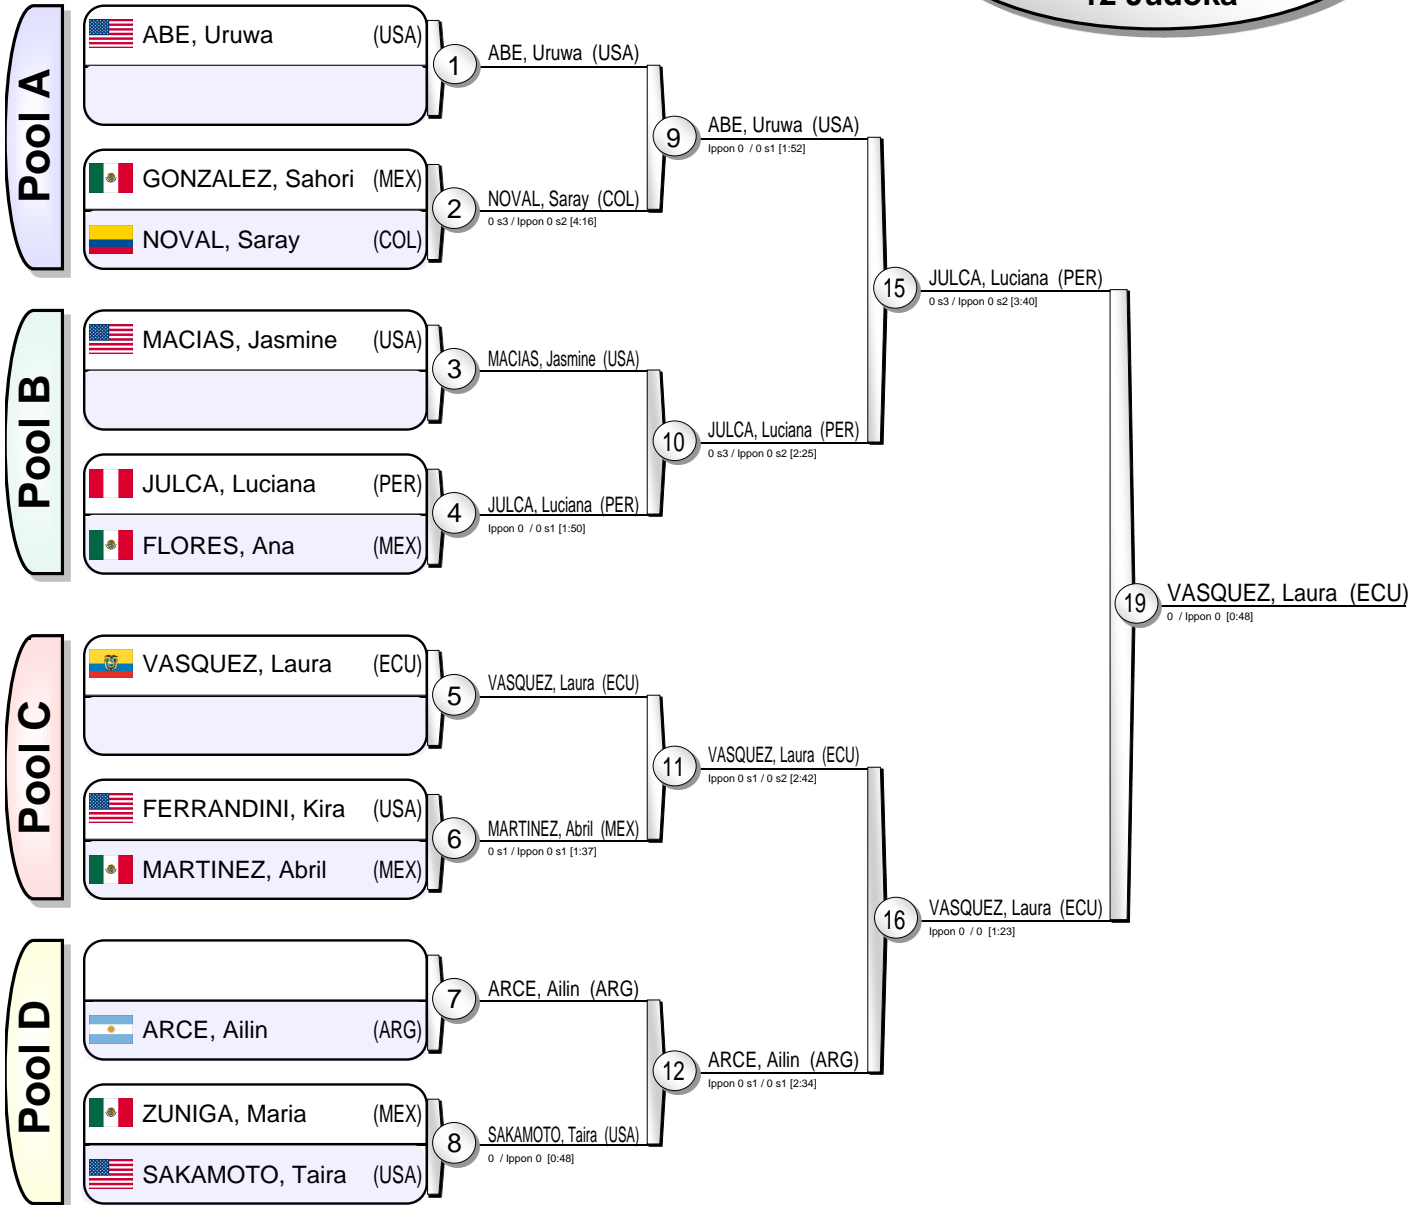 12 Judoka
Pool A
ABE, Uruwa (USA)
GONZALEZ, Sahori (MEX)
NOVAL, Saray (COL)
Pool B
MACIAS, Jasmine (USA)
JULCA, Luciana (PER)
FLORES, Ana (MEX)
Pool C
VASQUEZ, Laura (ECU)
FERRANDINI, Kira (USA)
MARTINEZ, Abril (MEX)
Pool D
ARCE, Ailin (ARG)
ZUNIGA, Maria (MEX)
SAKAMOTO, Taira (USA)
1
ABE, Uruwa (USA)
2
NOVAL, Saray (COL)
0 s3 / Ippon 0 s2 [4:16]
3
MACIAS, Jasmine (USA)
4
JULCA, Luciana (PER)
Ippon 0 / 0 s1 [1:50]
5
VASQUEZ, Laura (ECU)
6
MARTINEZ, Abril (MEX)
0 s1 / Ippon 0 s1 [1:37]
7
ARCE, Ailin (ARG)
8
SAKAMOTO, Taira (USA)
0 / Ippon 0 [0:48]
9
ABE, Uruwa (USA)
Ippon 0 / 0 s1 [1:52]
10
JULCA, Luciana (PER)
0 s3 / Ippon 0 s2 [2:25]
11
VASQUEZ, Laura (ECU)
Ippon 0 s1 / 0 s2 [2:42]
12
ARCE, Ailin (ARG)
Ippon 0 s1 / 0 s1 [2:34]
15
JULCA, Luciana (PER)
0 s3 / Ippon 0 s2 [3:40]
16
VASQUEZ, Laura (ECU)
Ippon 0 / 0 [1:23]
19
VASQUEZ, Laura (ECU)
0 / Ippon 0 [0:48]